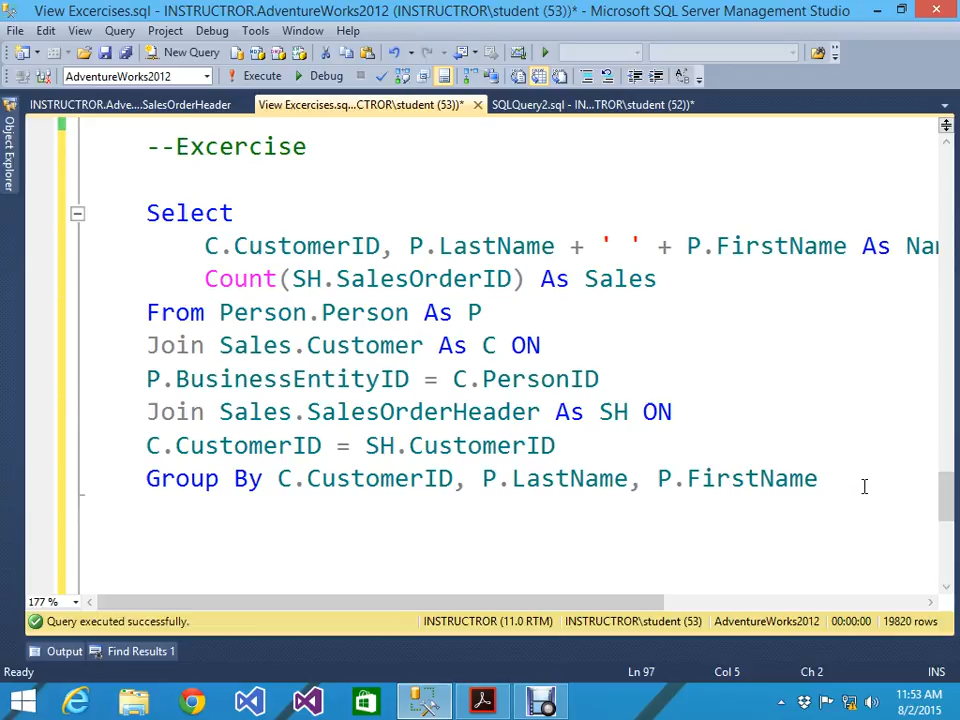 View Excercises.sql - INSTRUCTROR.AdventureWorks2012 (INSTRUCTROR\student (53))* - Microsoft SQL Server Management Studio
File Edit View Query Project Debug Tools Window Help
New Query
AdventureWorks2012 Execute Debug
INSTRUCTROR.Adve....SalesOrderHeader View Excercises.sq...CTROR\student (53))* SQLQuery2.sql - IN...TROR\student (52))*
Object Explorer
--Excercise
Select
C.CustomerID, P.LastName + ' ' + P.FirstName As Nan
Count(SH.SalesOrderID) As Sales
From Person.Person As P
Join Sales.Customer As C ON
P.BusinessEntityID = C.PersonID
Join Sales.SalesOrderHeader As SH ON
C.CustomerID = SH.CustomerID
Group By C.CustomerID, P.LastName, P.FirstName
177 %
Query executed successfully. INSTRUCTROR (11.0 RTM) INSTRUCTROR\student (53) AdventureWorks2012 00:00:00 19820 rows
Output Find Results 1
Ready Ln 97 Col 5 Ch 2 INS
11:53 AM
8/2/2015